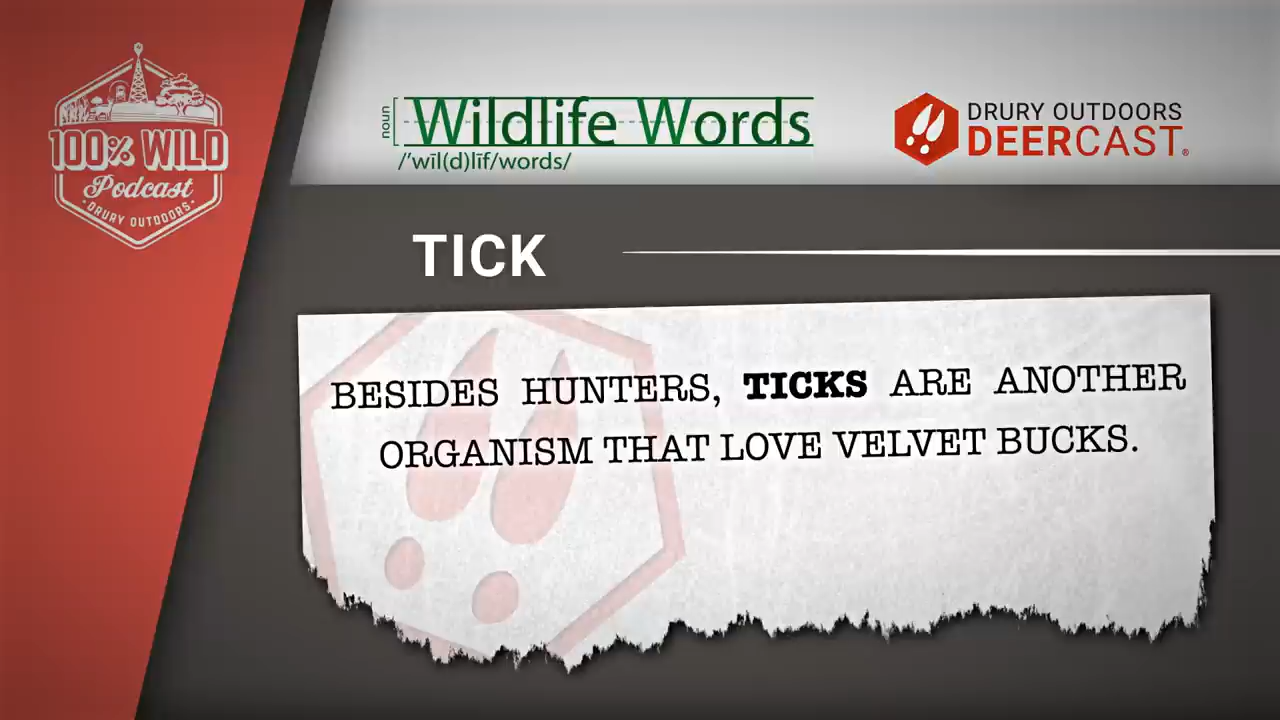 100% WILD
Podcast
• DRURY OUTDOORS •
noun
Wildlife Words
/'wīl(d)līf/words/
DRURY OUTDOORS
DEERCAST®
TICK
BESIDES HUNTERS, TICKS ARE ANOTHER
ORGANISM THAT LOVE VELVET BUCKS.